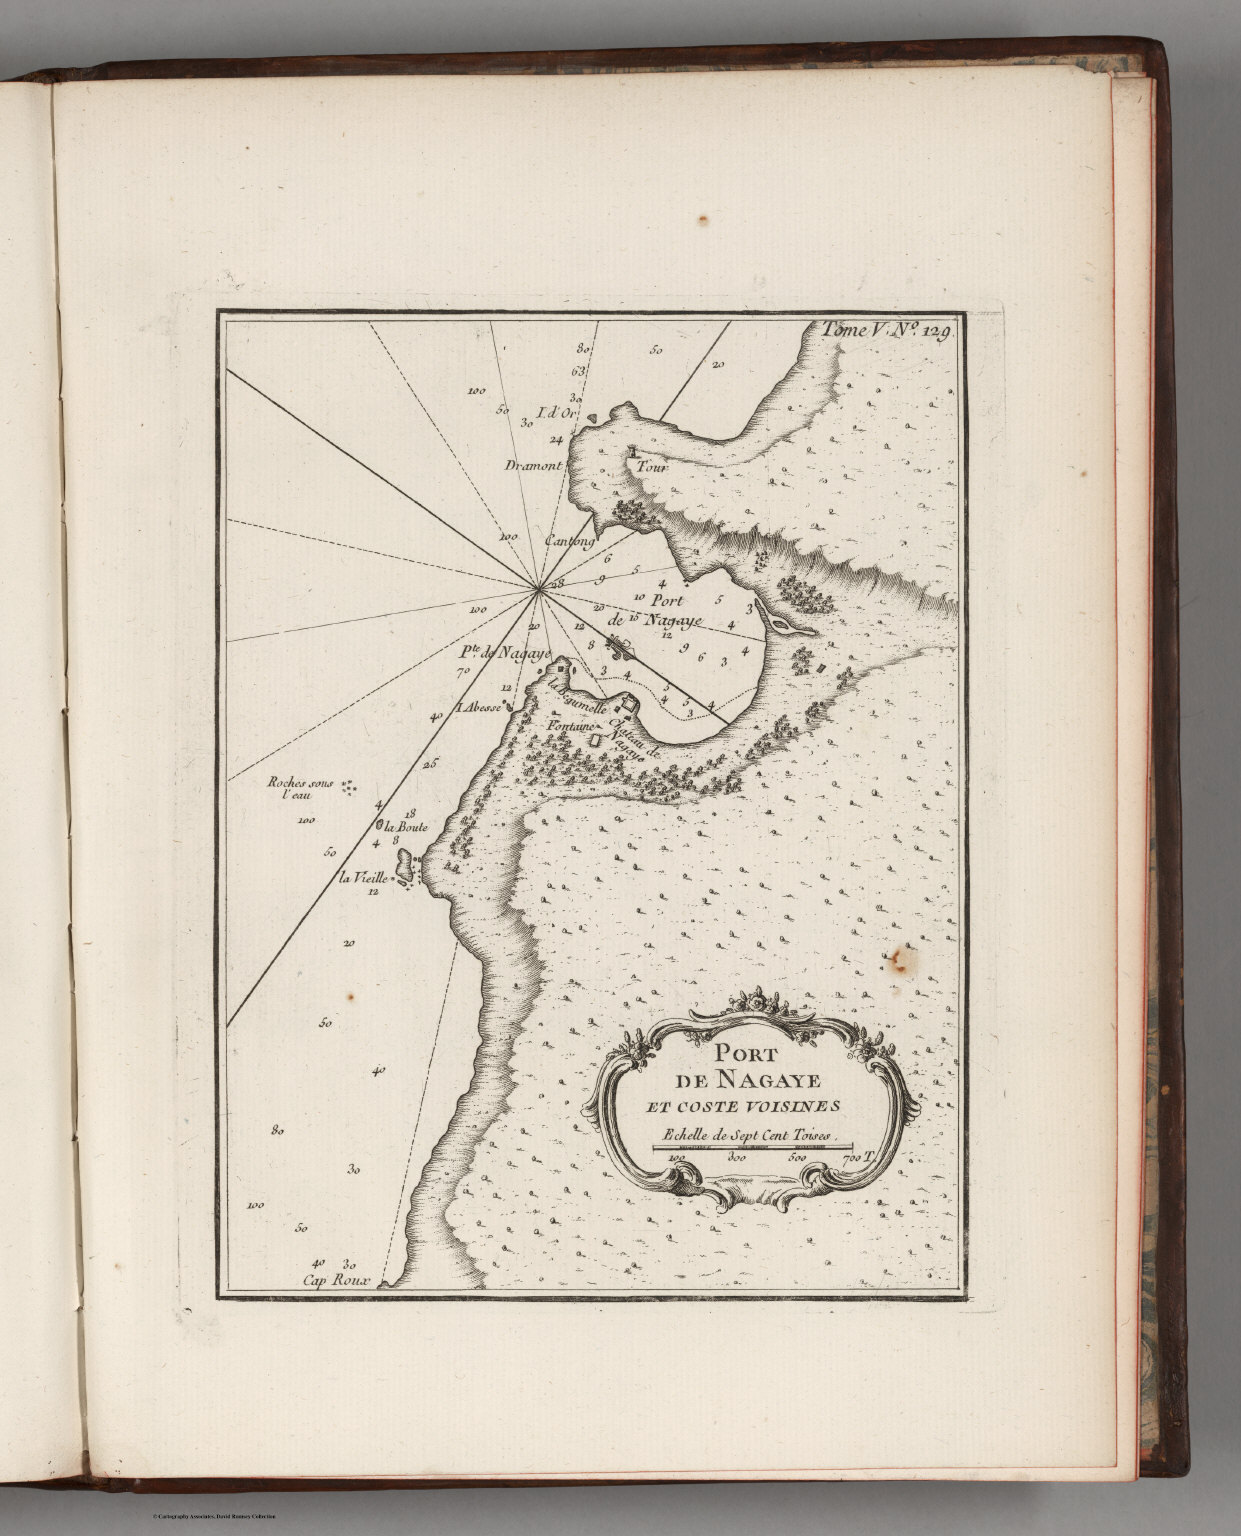 Tome V. Nº. 129.
80
50
63
20
100
30
50
I. d'Or
30
24
Dramont
Tour
100
Cantong
6
5
28
9
4
10
Port
5
100
20
3
de 15 Nagaye
20
12
12
4
8
9
Pte. de Nagaye
6
3
4
70
3
4
12
5
la Bégumelle
4
5
4
I Abesse
3
40
Fontaine
Chateau de
Nagaye
25
Roches sous
l'eau
4
18
100
la Boute
50
4
8
la Vieille
12
20
50
40
PORT
DE NAGAYE
ET COSTE VOISINES
80
Echelle de Sept Cent Toises.
100 300 500 700 T.
30
100
50
40
30
Cap Roux
© Cartography Associates, David Rumsey Collection